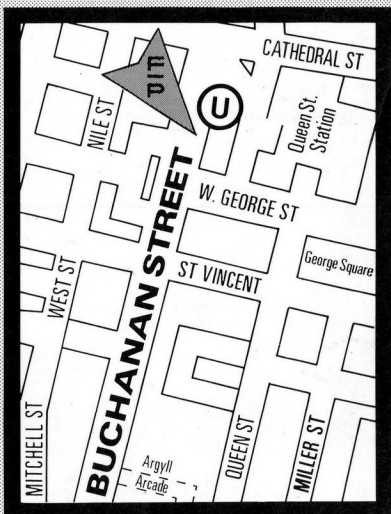 CATHEDRAL ST
U
NILE ST
Queen St.
Station
W. GEORGE ST
George Square
ST VINCENT
WEST ST
BUCHANAN STREET
MITCHELL ST
Argyll
Arcade
QUEEN ST
MILLER ST